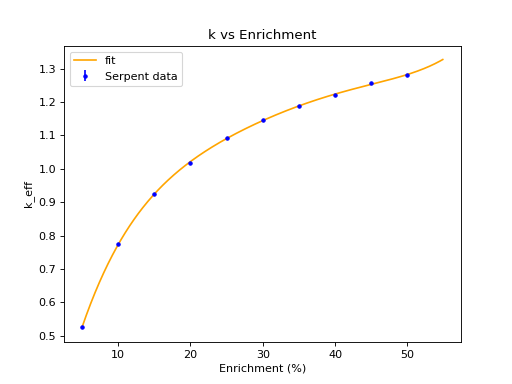 k vs Enrichment
fit
Serpent data
k_eff
1.3
1.2
1.1
1.0
0.9
0.8
0.7
0.6
0.5
10 20 30 40 50
Enrichment (%)